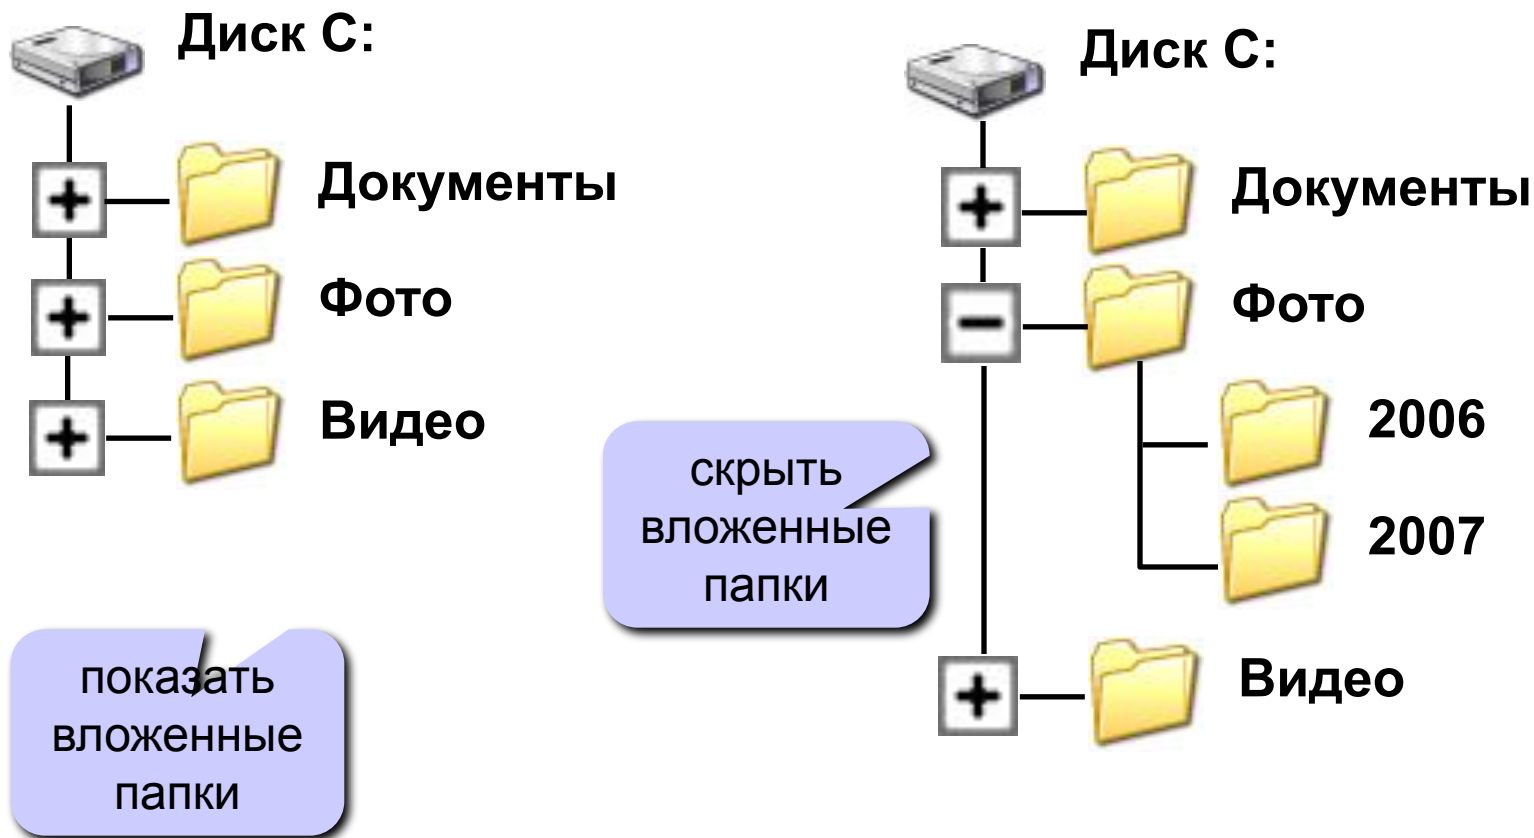 Диск C:
Документы
Фото
Видео
показать
вложенные
папки
Диск C:
Документы
Фото
2006
2007
Видео
скрыть
вложенные
папки